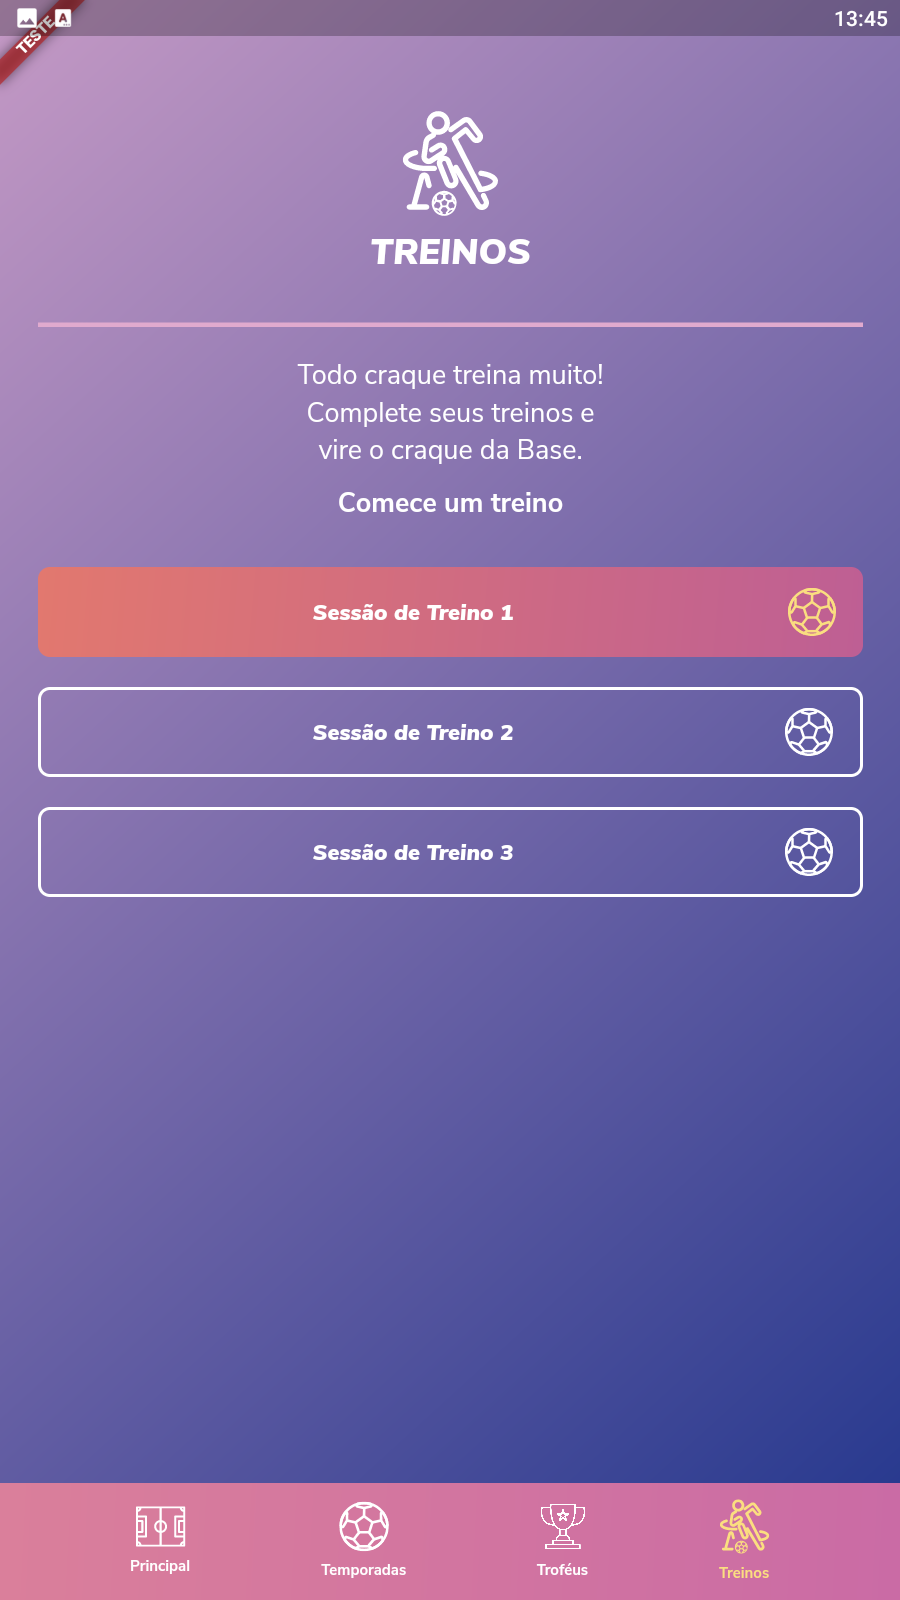 13:45
TESTE
TREINOS
Todo craque treina muito!
Complete seus treinos e
vire o craque da Base.
Comece um treino
Sessão de Treino 1
Sessão de Treino 2
Sessão de Treino 3
Principal
Temporadas
Troféus
Treinos